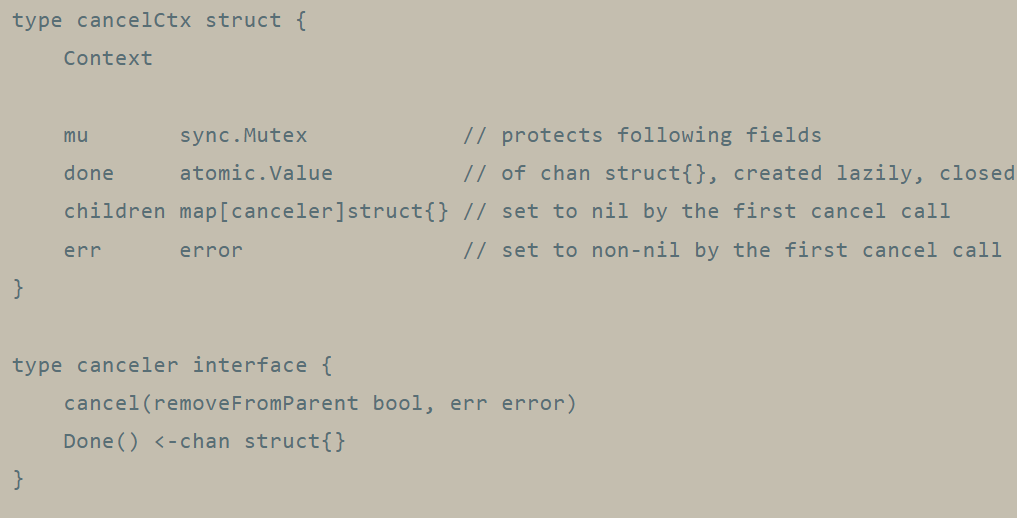 type cancelCtx struct {
    Context

    mu       sync.Mutex            // protects following fields
    done     atomic.Value          // of chan struct{}, created lazily, closed
    children map[canceler]struct{} // set to nil by the first cancel call
    err      error                 // set to non-nil by the first cancel call
}

type canceler interface {
    cancel(removeFromParent bool, err error)
    Done() <-chan struct{}
}